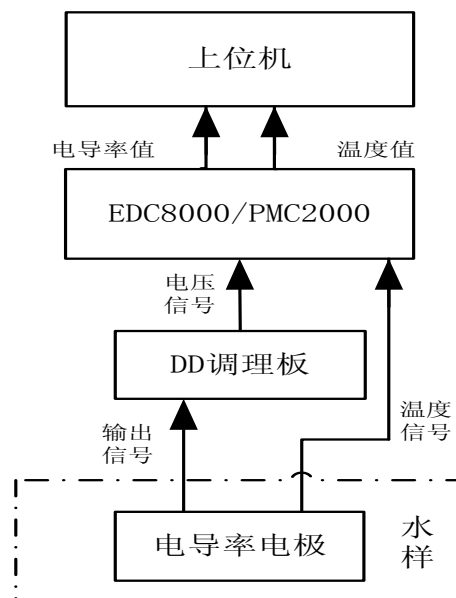 上位机
电导率值
温度值
EDC8000/PMC2000
电压
信号
DD调理板
温度
信号
输出
信号
电导率电极
水
样